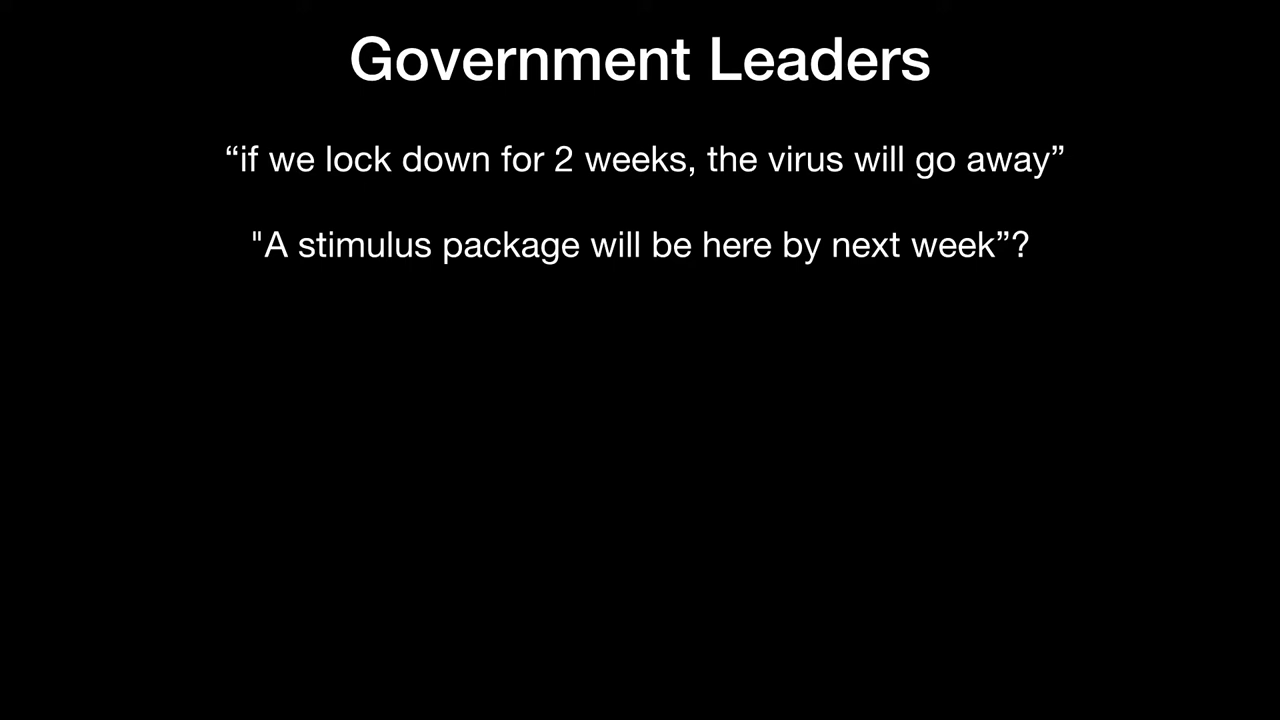 Government Leaders
“if we lock down for 2 weeks, the virus will go away”
"A stimulus package will be here by next week”?